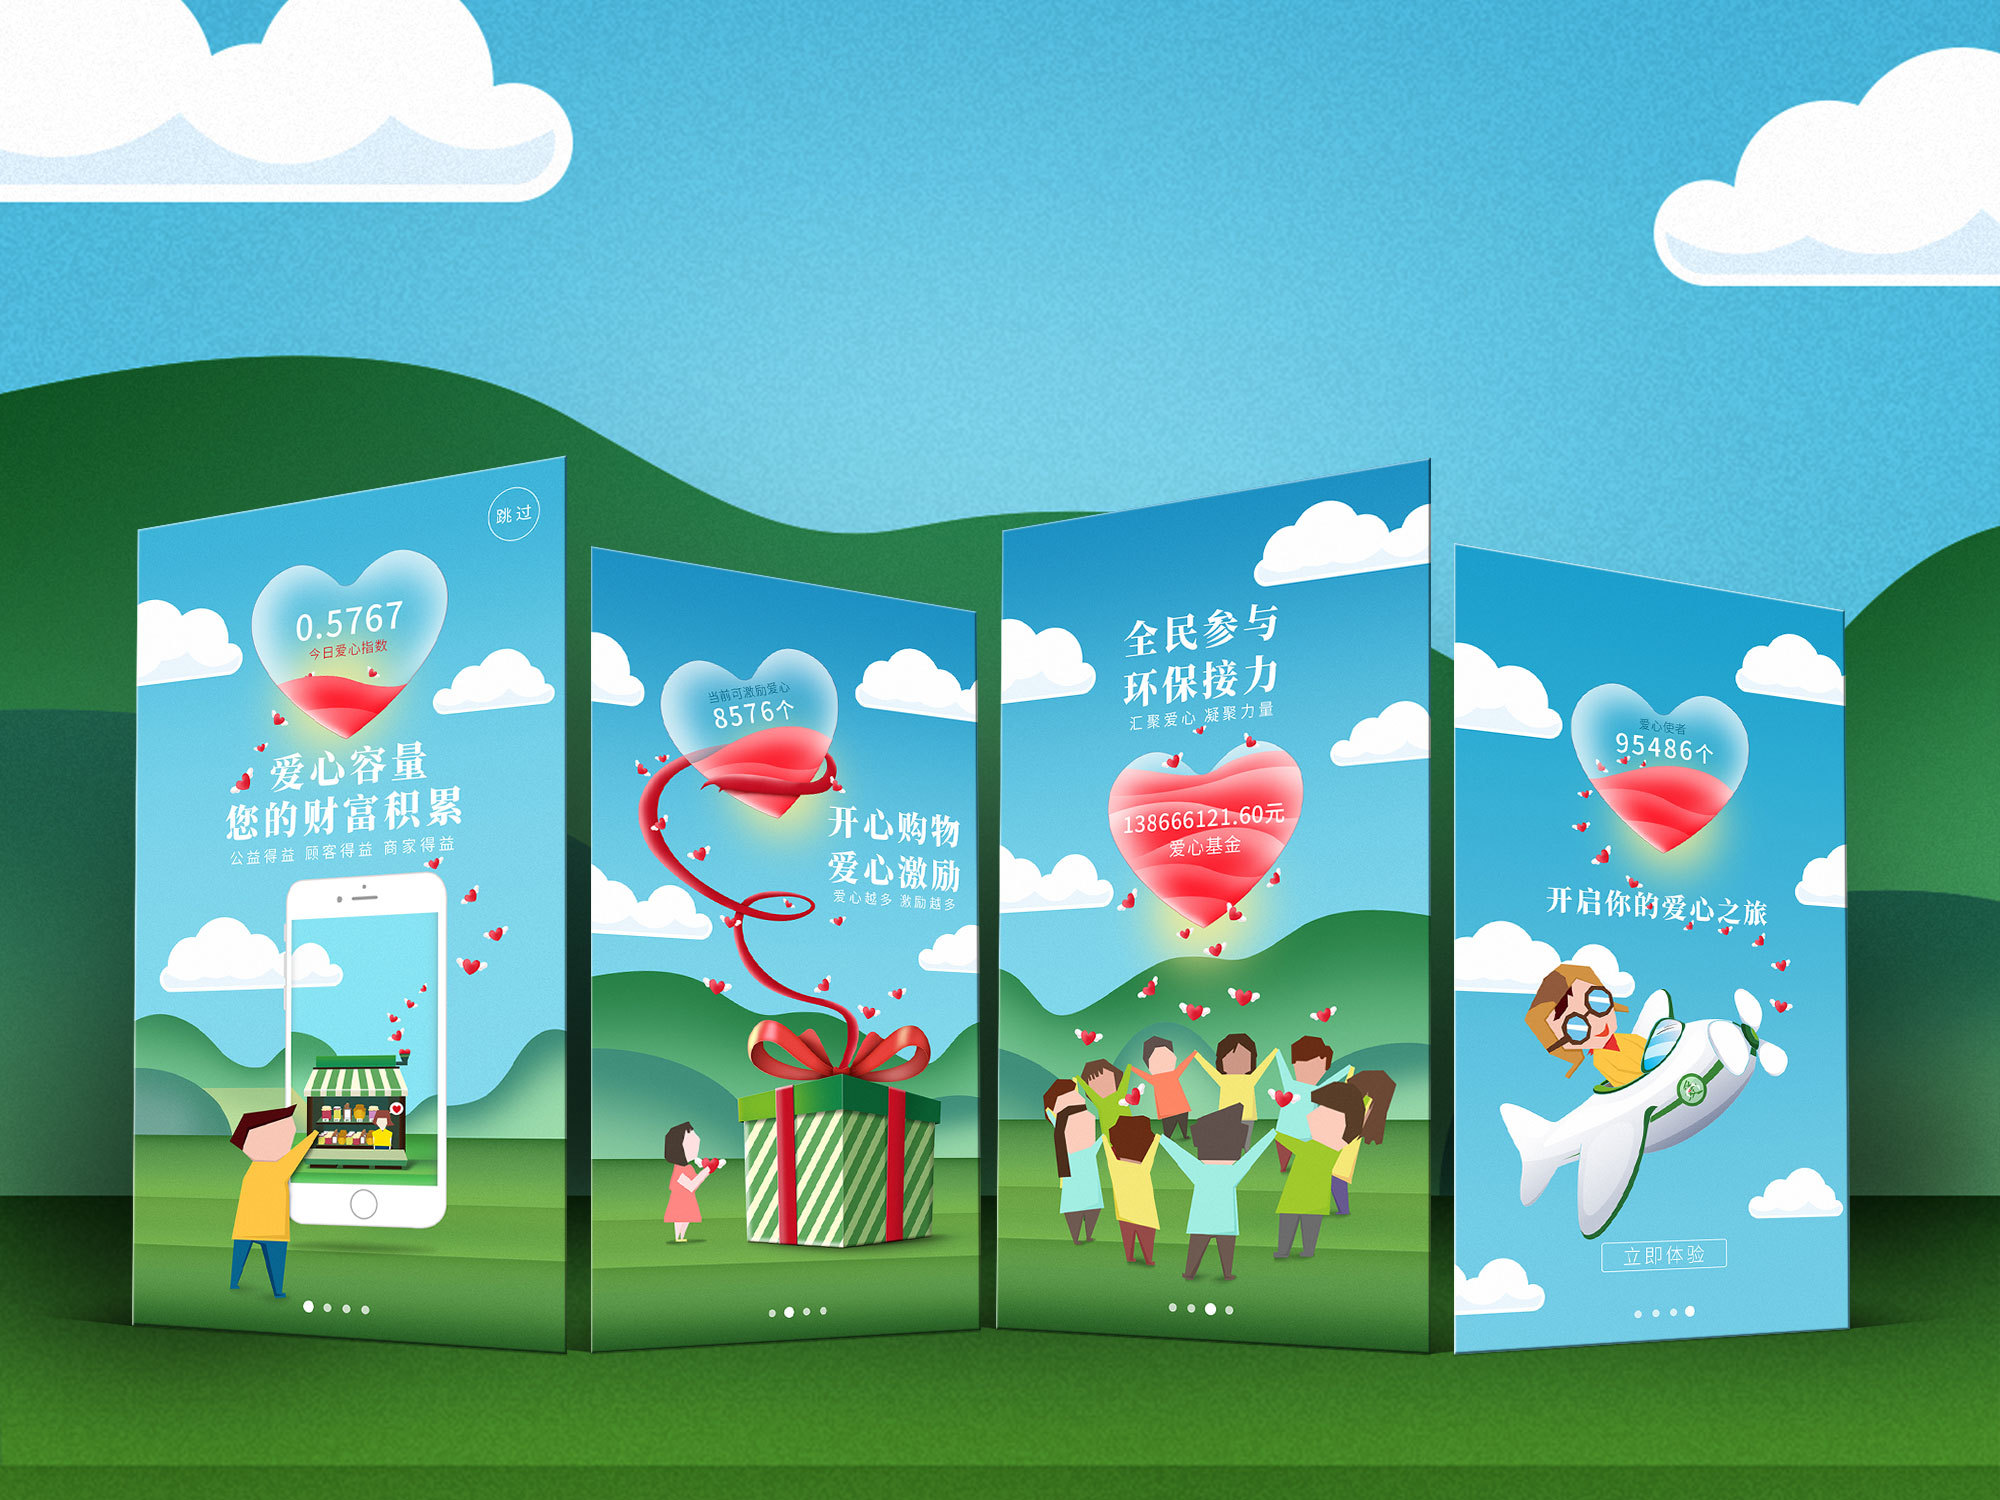 跳过
0.5767
今日爱心指数
爱心容量
您的财富积累
公益得益 顾客得益 商家得益
当前可激励爱心
8576个
开心购物
爱心激励
爱心越多 激励越多
全民参与
环保接力
汇聚爱心 凝聚力量
138666121.60元
爱心基金
爱心使者
95486个
开启你的爱心之旅
立即体验